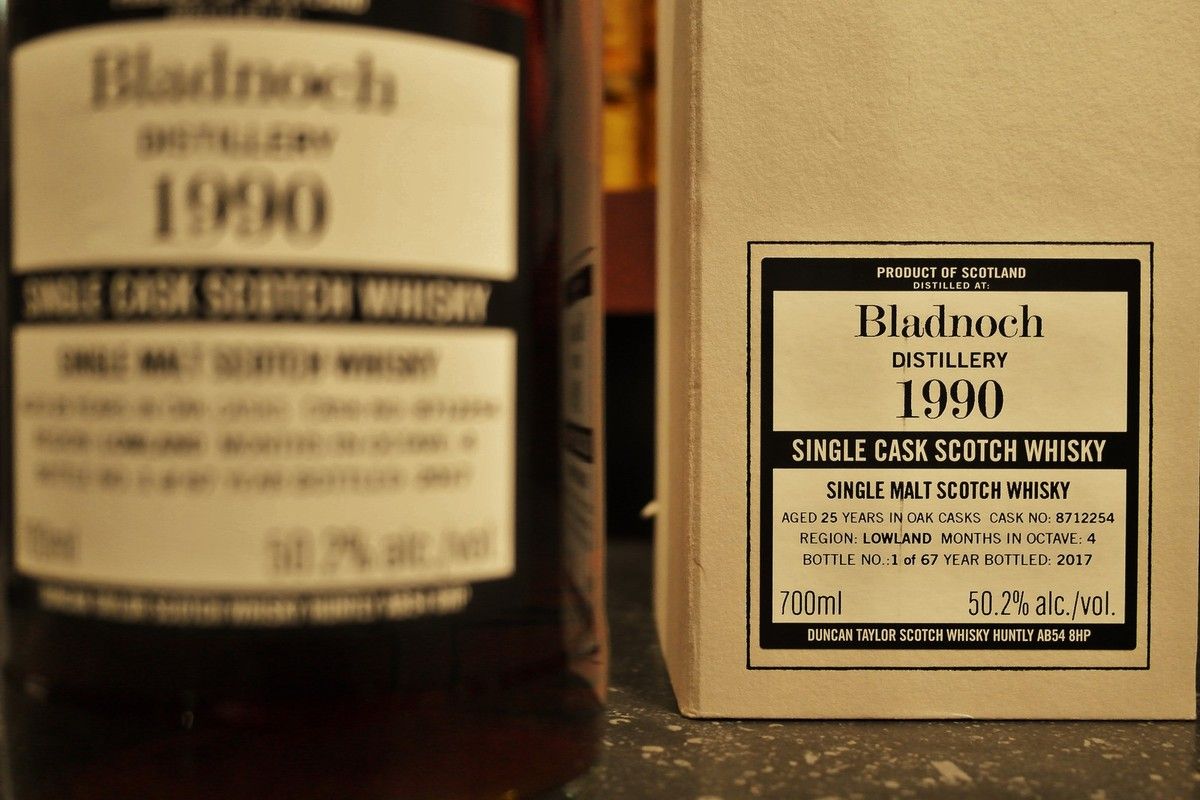 Bladnoch
DISTILLERY
1990
SINGLE CASK SCOTCH WHISKY
SINGLE MALT SCOTCH WHISKY
50.2% alc./vol.
PRODUCT OF SCOTLAND
DISTILLED AT:
Bladnoch
DISTILLERY
1990
SINGLE CASK SCOTCH WHISKY
SINGLE MALT SCOTCH WHISKY
AGED 25 YEARS IN OAK CASKS CASK NO: 8712254
REGION: LOWLAND MONTHS IN OCTAVE: 4
BOTTLE NO.:1 of 67 YEAR BOTTLED: 2017
700ml 50.2% alc./vol.
DUNCAN TAYLOR SCOTCH WHISKY HUNTLY AB54 8HP